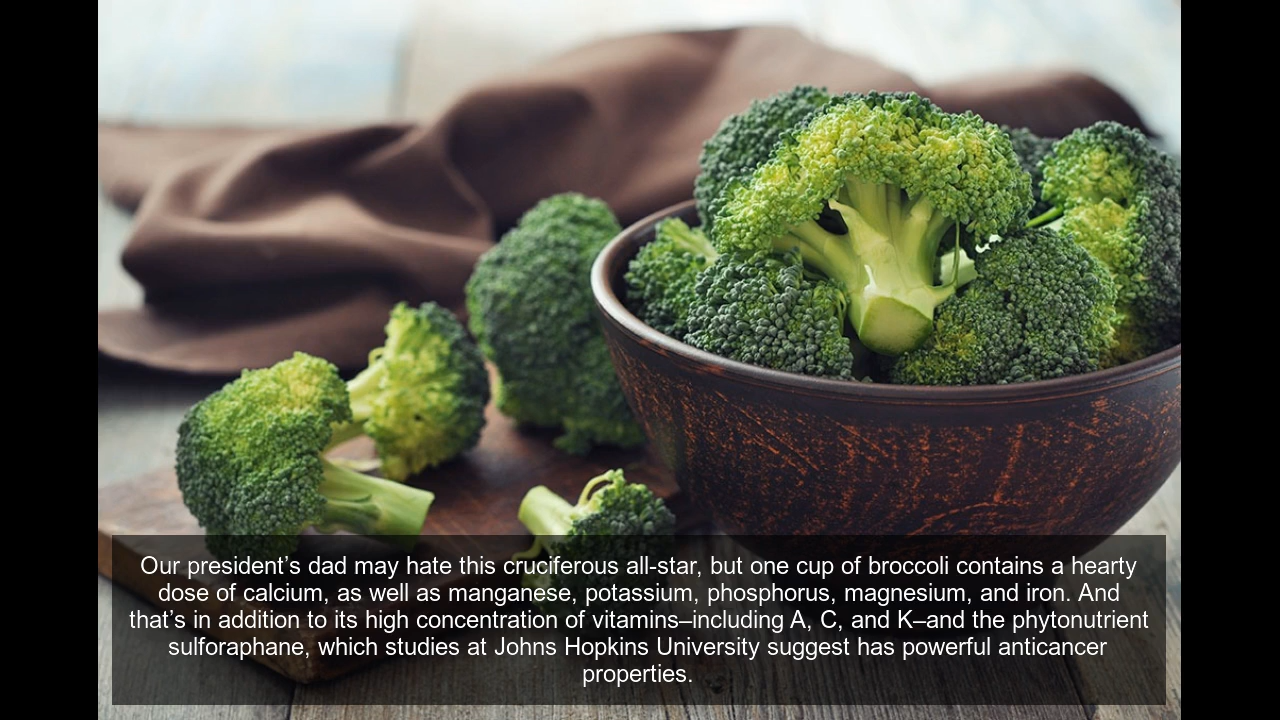 Our president’s dad may hate this cruciferous all-star, but one cup of broccoli contains a hearty
dose of calcium, as well as manganese, potassium, phosphorus, magnesium, and iron. And
that’s in addition to its high concentration of vitamins–including A, C, and K–and the phytonutrient
sulforaphane, which studies at Johns Hopkins University suggest has powerful anticancer
properties.